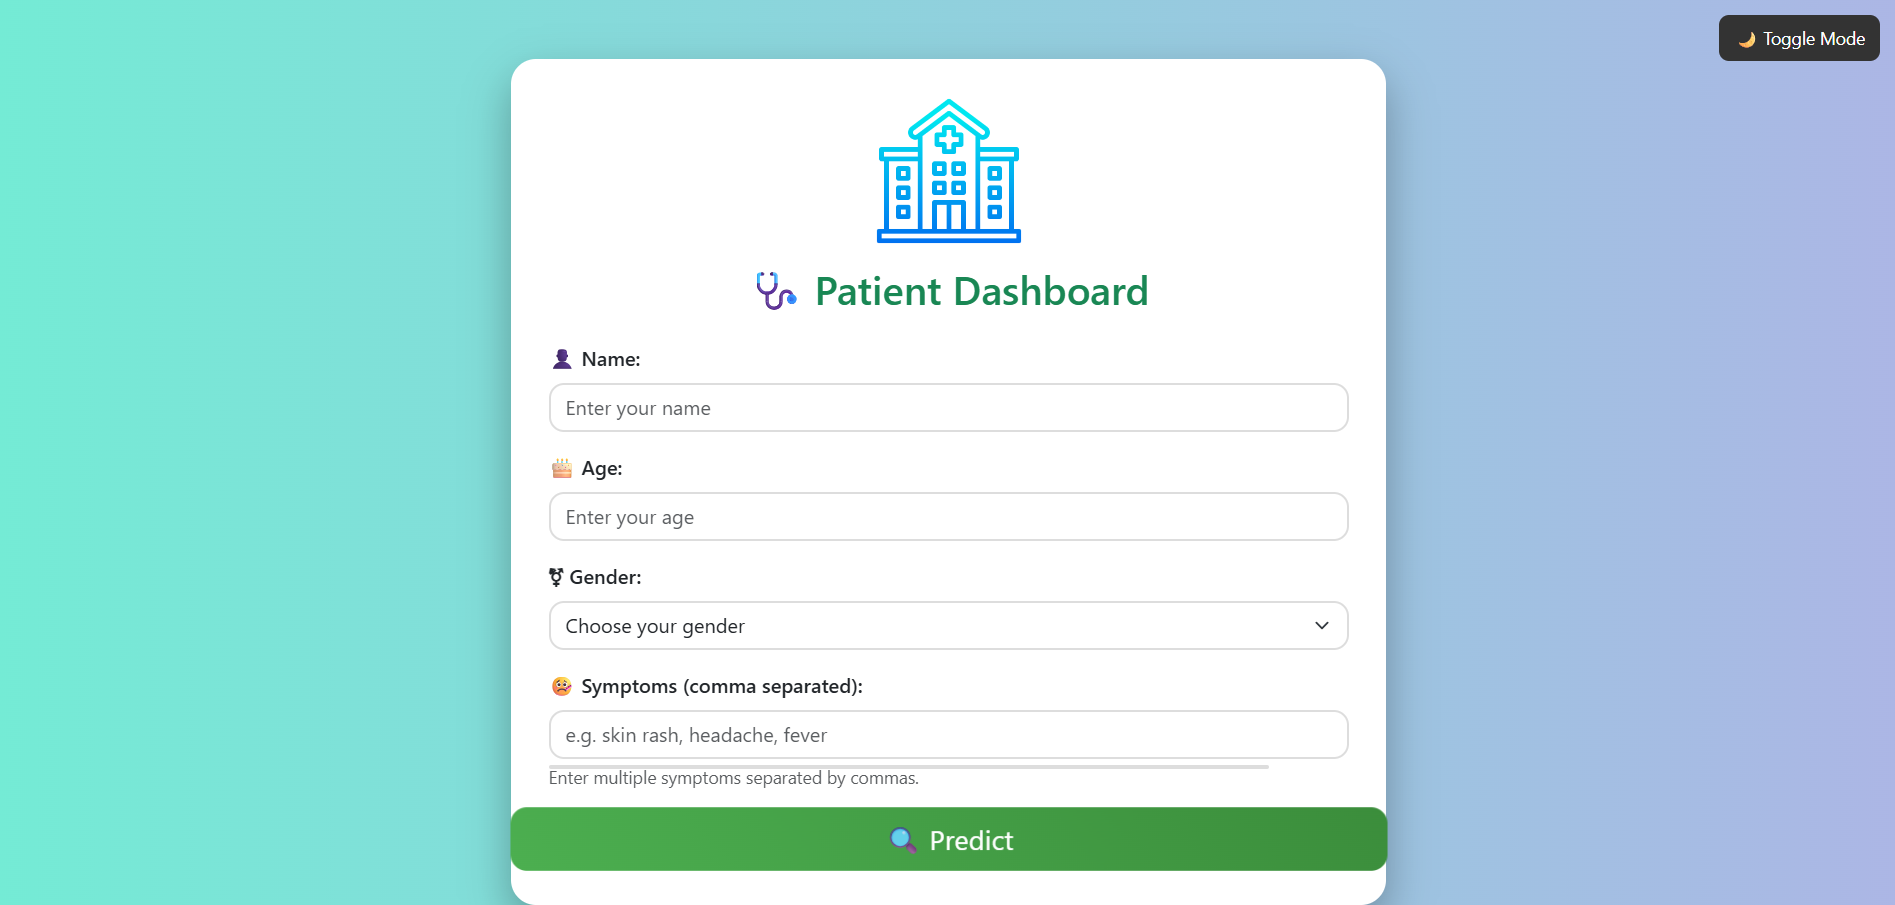 Toggle Mode
Patient Dashboard
Name:
Enter your name
Age:
Enter your age
Gender:
Choose your gender
Symptoms (comma separated):
e.g. skin rash, headache, fever
Enter multiple symptoms separated by commas.
Predict